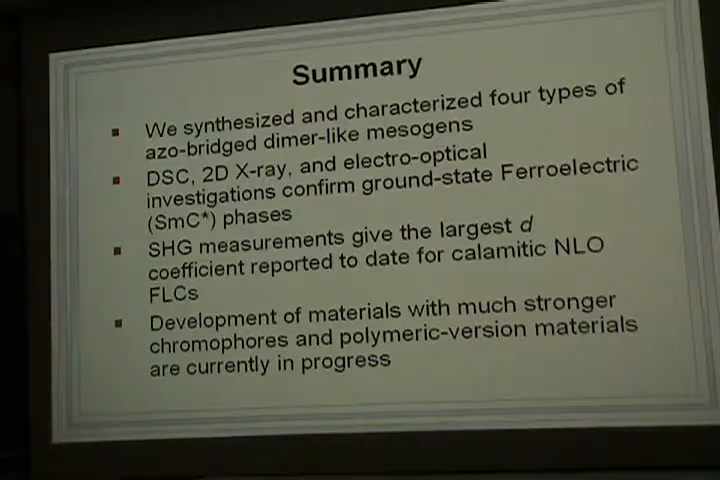 Summary
We synthesized and characterized four types of
azo-bridged dimer-like mesogens
DSC, 2D X-ray, and electro-optical
investigations confirm ground-state Ferroelectric
(SmC*) phases
SHG measurements give the largest d
coefficient reported to date for calamitic NLO
FLCs
Development of materials with much stronger
chromophores and polymeric-version materials
are currently in progress